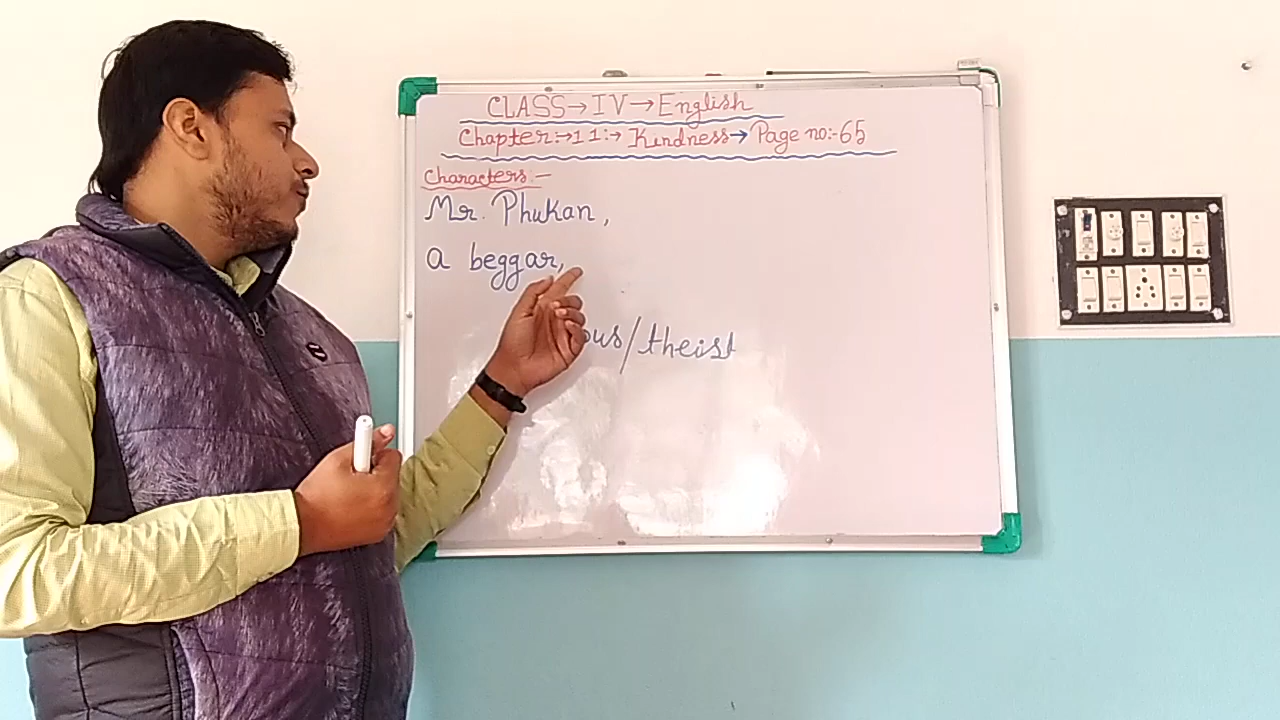 CLASS→IV→English
Chapter:→11:→ Kindness→ Page no:-65
Characters:-
Mr. Phukan,
a beggar,
/theist